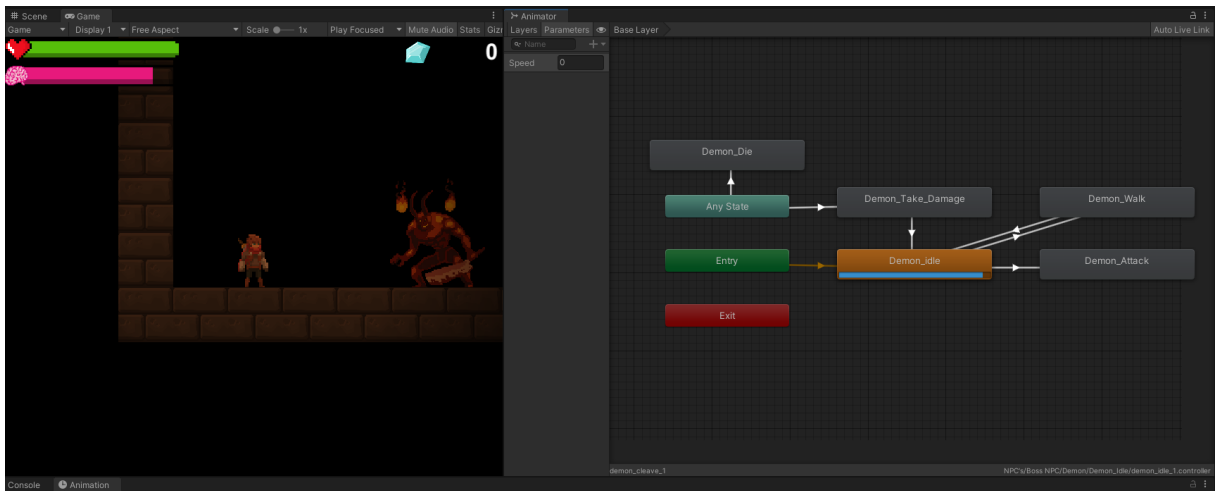 Scene Game
Game Display 1 Free Aspect Scale 1x Play Focused Mute Audio Stats Giz
0
Animator
Layers Parameters Base Layer Auto Live Link
Name
Speed 0
Demon_Die
Any State
Demon_Take_Damage
Demon_Walk
Entry
Demon_idle
Demon_Attack
Exit
demon_cleave_1 NPC's/Boss NPC/Demon/Demon_Idle/demon_idle_1.controller
Console Animation